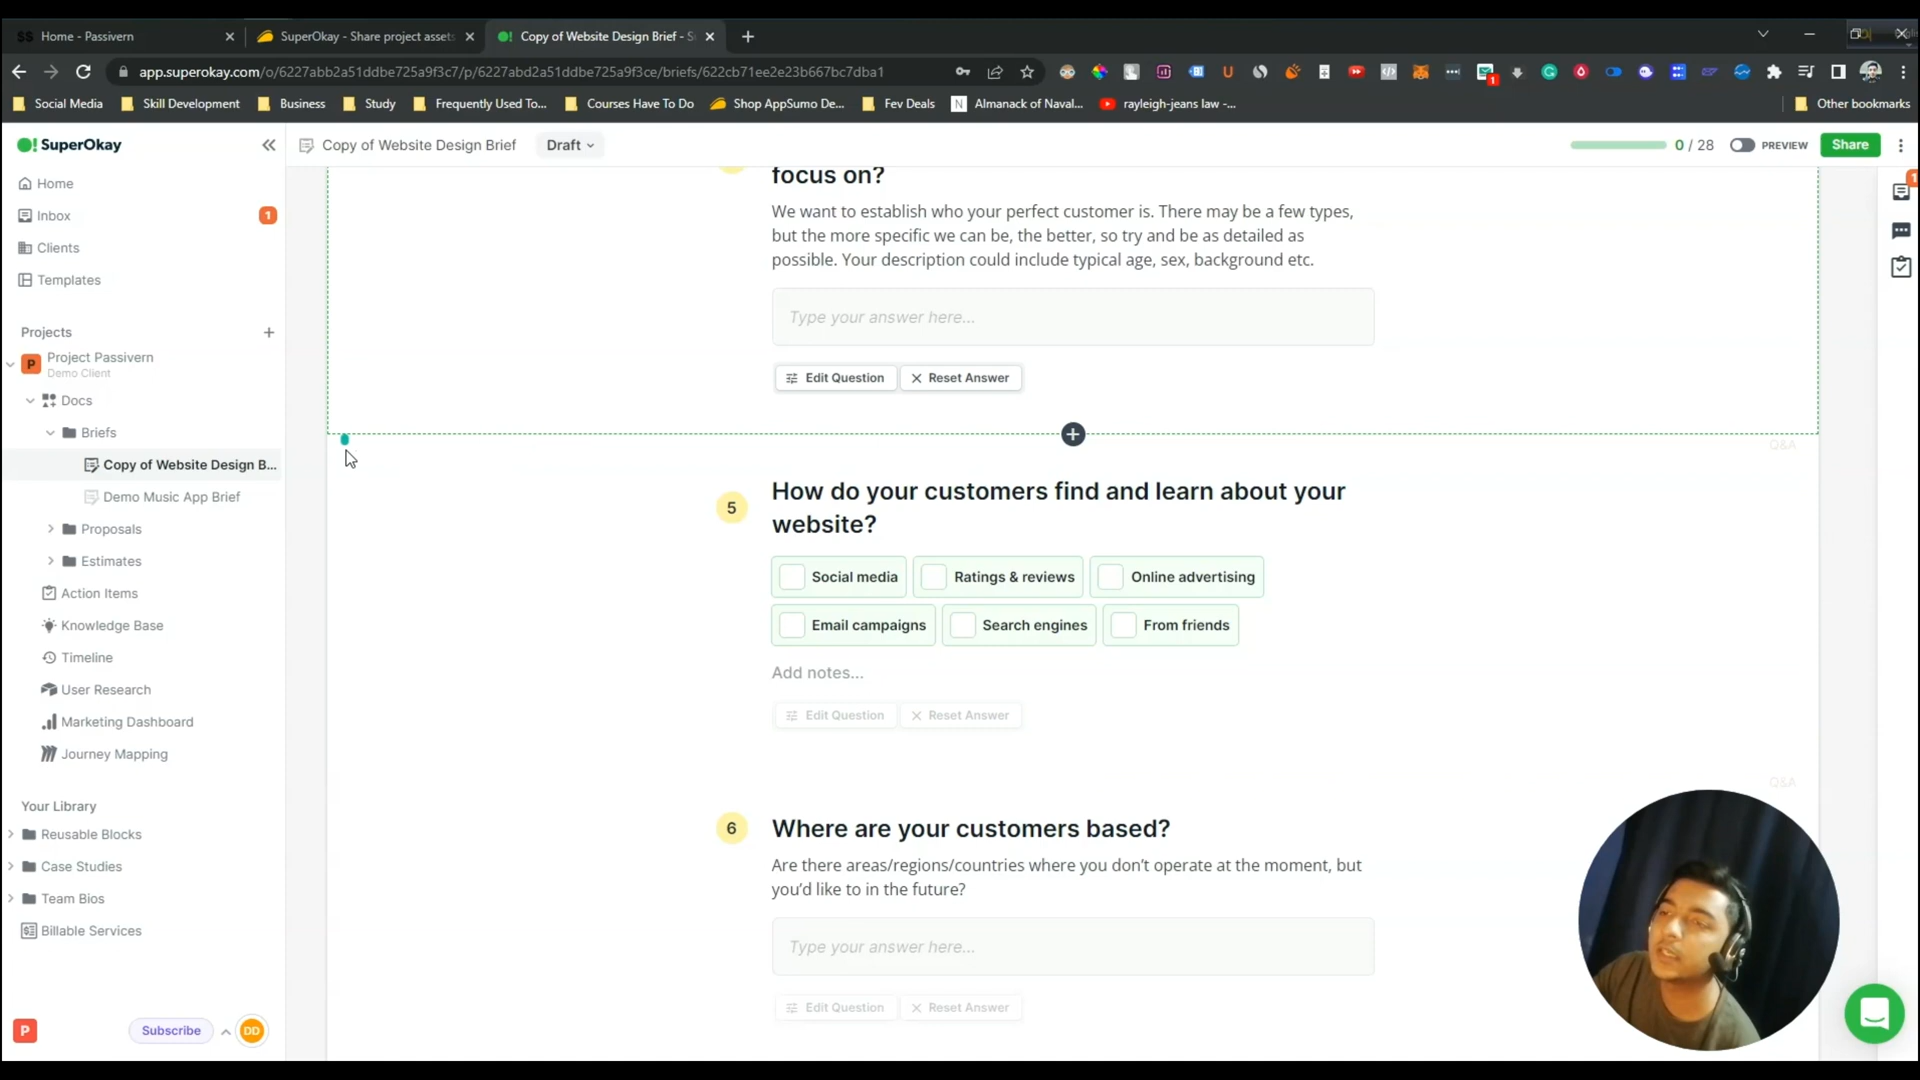 Home - Passivern
SuperOkay - Share project assets
Copy of Website Design Brief - S
app.superokay.com/o/6227abb2a51ddbe725a9f3c7/p/6227abd2a51ddbe725a9f3ce/briefs/622cb71ee2e23b667bc7dba1
Social Media
Skill Development
Business
Study
Frequently Used To...
Courses Have To Do
Shop AppSumo De...
Fev Deals
Almanack of Naval...
rayleigh-jeans law -...
Other bookmarks
SuperOkay
Copy of Website Design Brief
Draft
0 / 28
PREVIEW
Share
Home
Inbox
1
Clients
Templates
Projects
P
Project Passivern
Demo Client
Docs
Briefs
Copy of Website Design B...
Demo Music App Brief
Proposals
Estimates
Action Items
Knowledge Base
Timeline
User Research
Marketing Dashboard
Journey Mapping
Your Library
Reusable Blocks
Case Studies
Team Bios
Billable Services
P
Subscribe
DD
focus on?
We want to establish who your perfect customer is. There may be a few types,
but the more specific we can be, the better, so try and be as detailed as
possible. Your description could include typical age, sex, background etc.
Type your answer here...
Edit Question
Reset Answer
Q&A
5
How do your customers find and learn about your
website?
Social media
Ratings & reviews
Online advertising
Email campaigns
Search engines
From friends
Add notes...
Edit Question
Reset Answer
Q&A
6
Where are your customers based?
Are there areas/regions/countries where you don't operate at the moment, but
you'd like to in the future?
Type your answer here...
Edit Question
Reset Answer